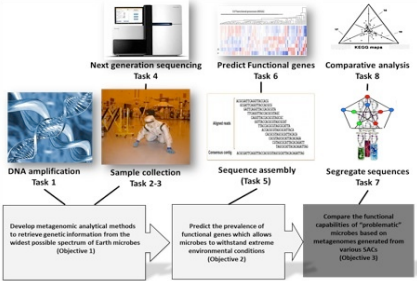 KEGG maps
Next generation sequencing
Task 4
Predict Functional genes
Task 6
Comparative analysis
Task 8
Aligned reads
Consensus contig
DNA amplification
Task 1
Sample collection
Task 2-3
Sequence assembly
(Task 5)
Segregate sequences
Task 7
Develop metagenomic analytical methods
to retrieve genetic information from the
widest possible spectrum of Earth microbes
(Objective 1)
Predict the prevalence of
functional genes which allows
microbes to withstand extreme
environmental conditions
(Objective 2)
Compare the functional
capabilities of “problematic”
microbes based on
metagenomes generated from
various SACs
(Objective 3)